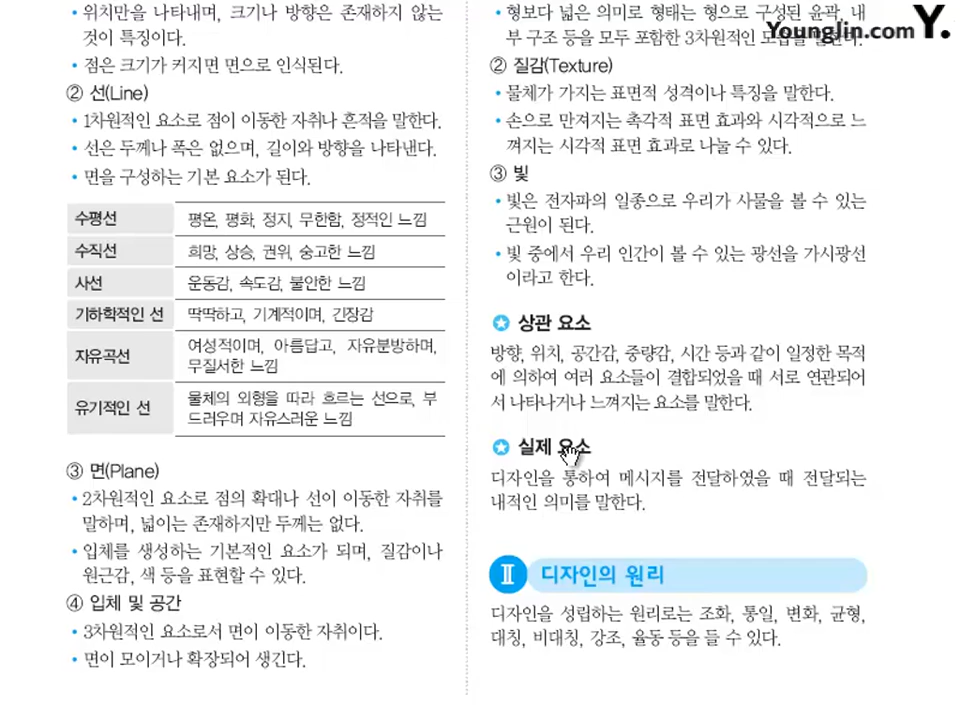 • 위치만을 나타내며, 크기나 방향은 존재하지 않는
것이 특징이다.
• 점은 크기가 커지면 면으로 인식된다.
② 선(Line)
• 1차원적인 요소로 점이 이동한 자취나 흔적을 말한다.
• 선은 두께나 폭은 없으며, 길이와 방향을 나타낸다.
• 면을 구성하는 기본 요소가 된다.
수평선 평온, 평화, 정지, 무한함, 정적인 느낌
수직선 희망, 상승, 권위, 숭고한 느낌
사선 운동감, 속도감, 불안한 느낌
기하학적인 선 딱딱하고, 기계적이며, 긴장감
자유곡선 여성적이며, 아름답고, 자유분방하며,
무질서한 느낌
유기적인 선 물체의 외형을 따라 흐르는 선으로, 부
드러우며 자유스러운 느낌
③ 면(Plane)
• 2차원적인 요소로 점의 확대나 선이 이동한 자취를
말하며, 넓이는 존재하지만 두께는 없다.
• 입체를 생성하는 기본적인 요소가 되며, 질감이나
원근감, 색 등을 표현할 수 있다.
④ 입체 및 공간
• 3차원적인 요소로서 면이 이동한 자취이다.
• 면이 모이거나 확장되어 생긴다.
• 형보다 넓은 의미로 형태는 형으로 구성된 윤곽, 내
부 구조 등을 모두 포함한 3차원적인 모습을 말한다.
Younglin.com Y.
② 질감(Texture)
• 물체가 가지는 표면적 성격이나 특징을 말한다.
• 손으로 만져지는 촉각적 표면 효과와 시각적으로 느
껴지는 시각적 표면 효과로 나눌 수 있다.
③ 빛
• 빛은 전자파의 일종으로 우리가 사물을 볼 수 있는
근원이 된다.
• 빛 중에서 우리 인간이 볼 수 있는 광선을 가시광선
이라고 한다.
상관 요소
방향, 위치, 공간감, 중량감, 시간 등과 같이 일정한 목적
에 의하여 여러 요소들이 결합되었을 때 서로 연관되어
서 나타나거나 느껴지는 요소를 말한다.
실제 요소
디자인을 통하여 메시지를 전달하였을 때 전달되는
내적인 의미를 말한다.
Ⅱ 디자인의 원리
디자인을 성립하는 원리로는 조화, 통일, 변화, 균형,
대칭, 비대칭, 강조, 율동 등을 들 수 있다.